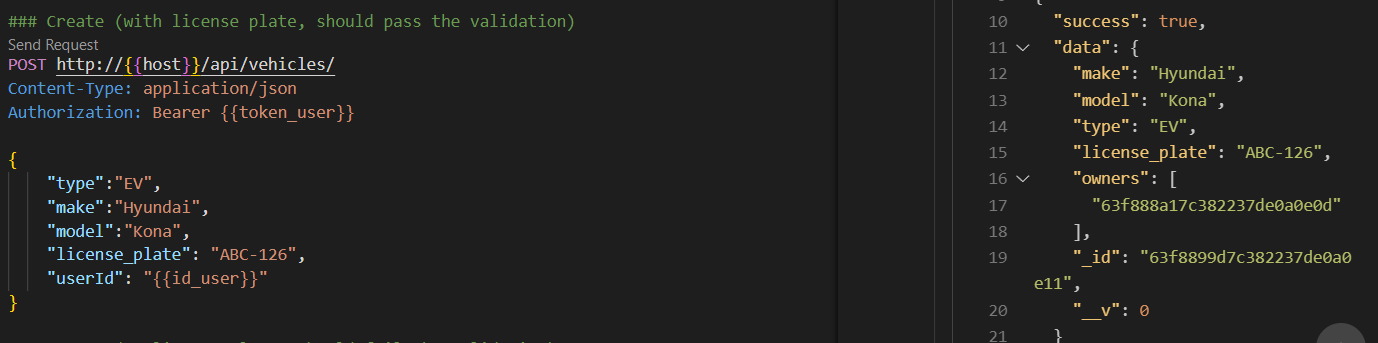 ### Create (with license plate, should pass the validation)
Send Request
POST http://{{host}}/api/vehicles/
Content-Type: application/json
Authorization: Bearer {{token_user}}
{
"type":"EV",
"make":"Hyundai",
"model":"Kona",
"license_plate": "ABC-126",
"userId": "{{id_user}}"
}
10 "success": true,
11 "data": {
12 "make": "Hyundai",
13 "model": "Kona",
14 "type": "EV",
15 "license_plate": "ABC-126",
16 "owners": [
17 "63f888a17c382237de0a0e0d"
18 ],
19 "_id": "63f8899d7c382237de0a0
e11",
20 "__v": 0
21 }